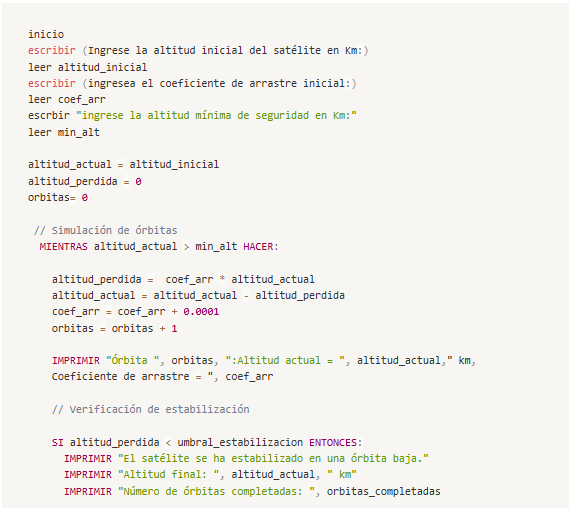 inicio
escribir (Ingrese la altitud inicial del satélite en Km:)
leer altitud_inicial
escribir (ingresea el coeficiente de arrastre inicial:)
leer coef_arr
escrbir "ingrese la altitud mínima de seguridad en Km:"
leer min_alt
altitud_actual = altitud_inicial
altitud_perdida = 0
orbitas= 0
// Simulación de órbitas
MIENTRAS altitud_actual > min_alt HACER:
altitud_perdida =  coef_arr * altitud_actual
altitud_actual = altitud_actual - altitud_perdida
coef_arr = coef_arr + 0.0001
orbitas = orbitas + 1
IMPRIMIR "Órbita ", orbitas, ":Altitud actual = ", altitud_actual," km,
Coeficiente de arrastre = ", coef_arr
// Verificación de estabilización
SI altitud_perdida < umbral_estabilizacion ENTONCES:
IMPRIMIR "El satélite se ha estabilizado en una órbita baja."
IMPRIMIR "Altitud final: ", altitud_actual, " km"
IMPRIMIR "Número de órbitas completadas: ", orbitas_completadas